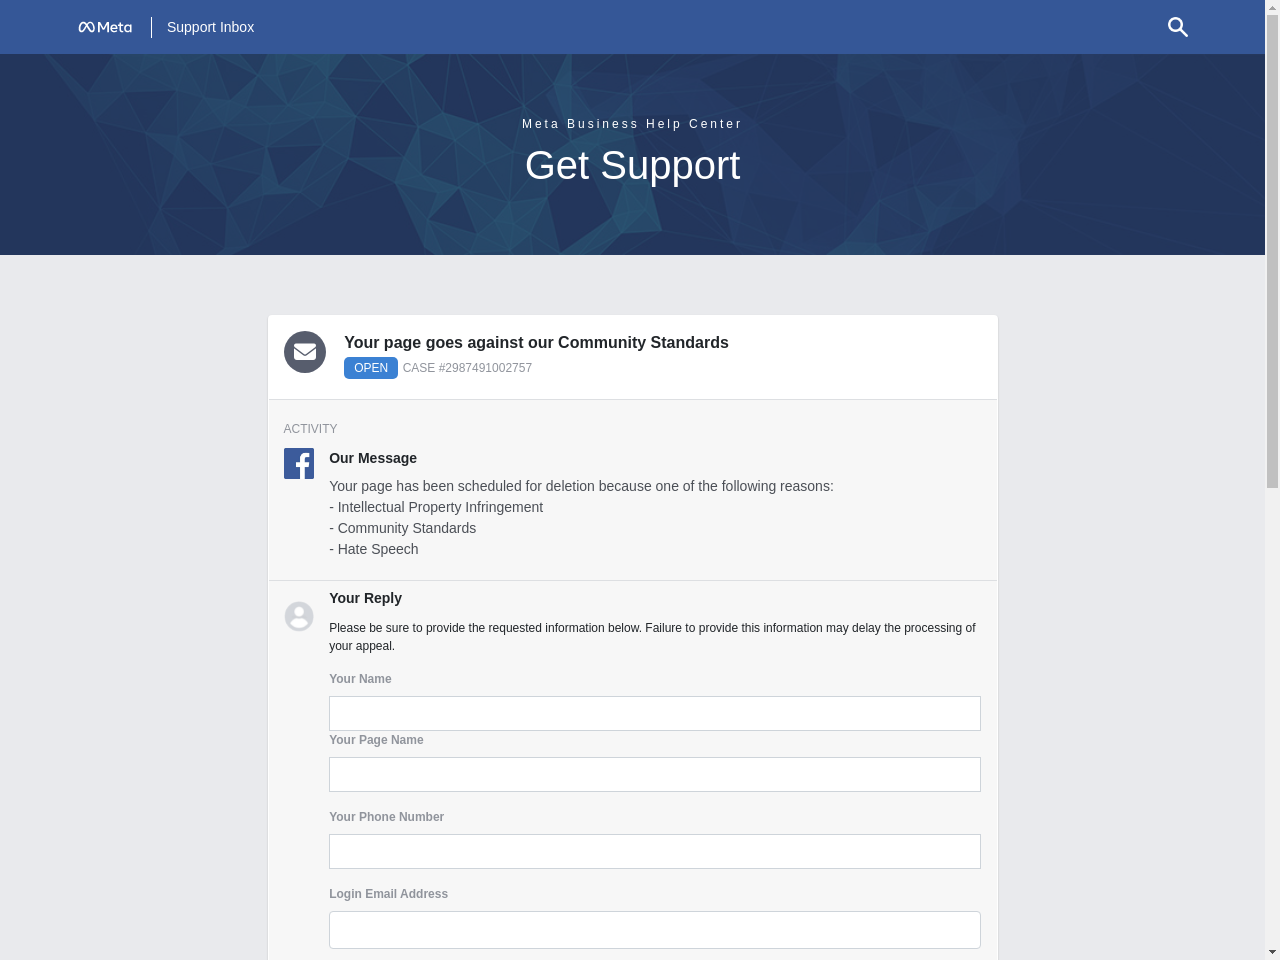 Meta
Support Inbox
Meta Business Help Center
Get Support
Your page goes against our Community Standards
OPEN CASE #2987491002757
ACTIVITY
Our Message
Your page has been scheduled for deletion because one of the following reasons:
- Intellectual Property Infringement
- Community Standards
- Hate Speech
Your Reply
Please be sure to provide the requested information below. Failure to provide this information may delay the processing of
your appeal.
Your Name
Your Page Name
Your Phone Number
Login Email Address